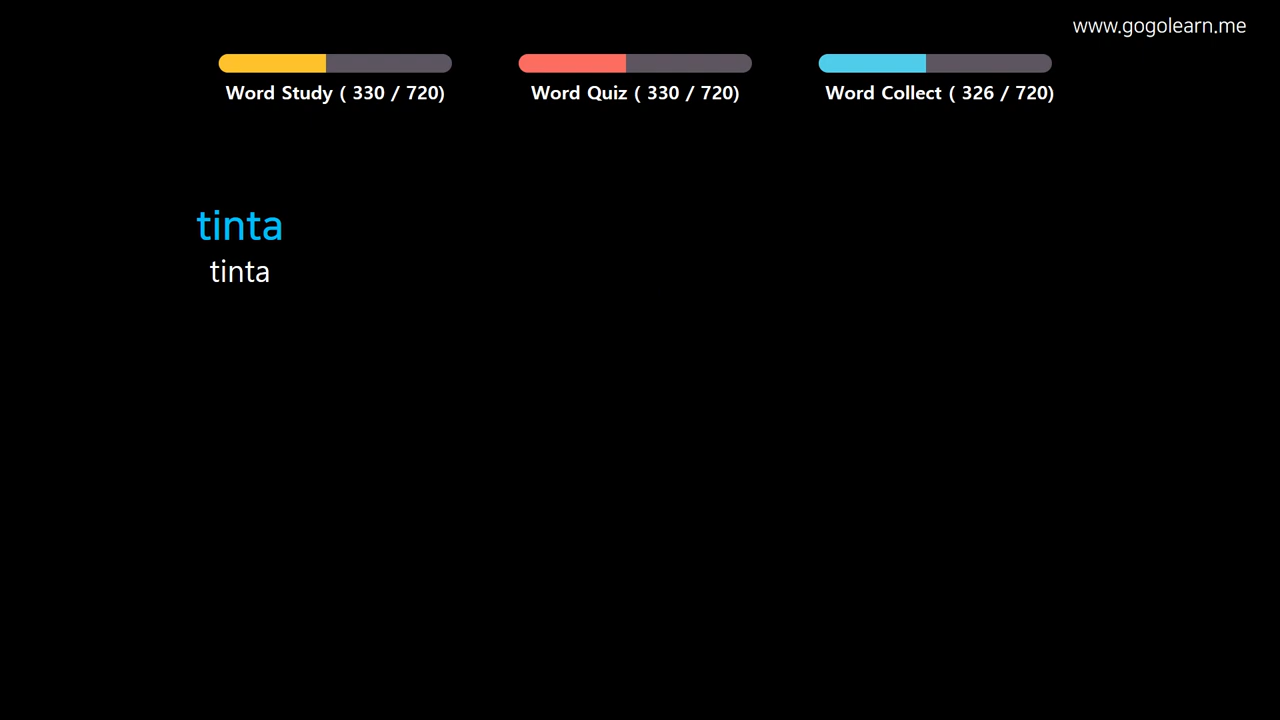 www.gogolearn.me
Word Study ( 330 / 720)
Word Quiz ( 330 / 720)
Word Collect ( 326 / 720)
tinta
tinta